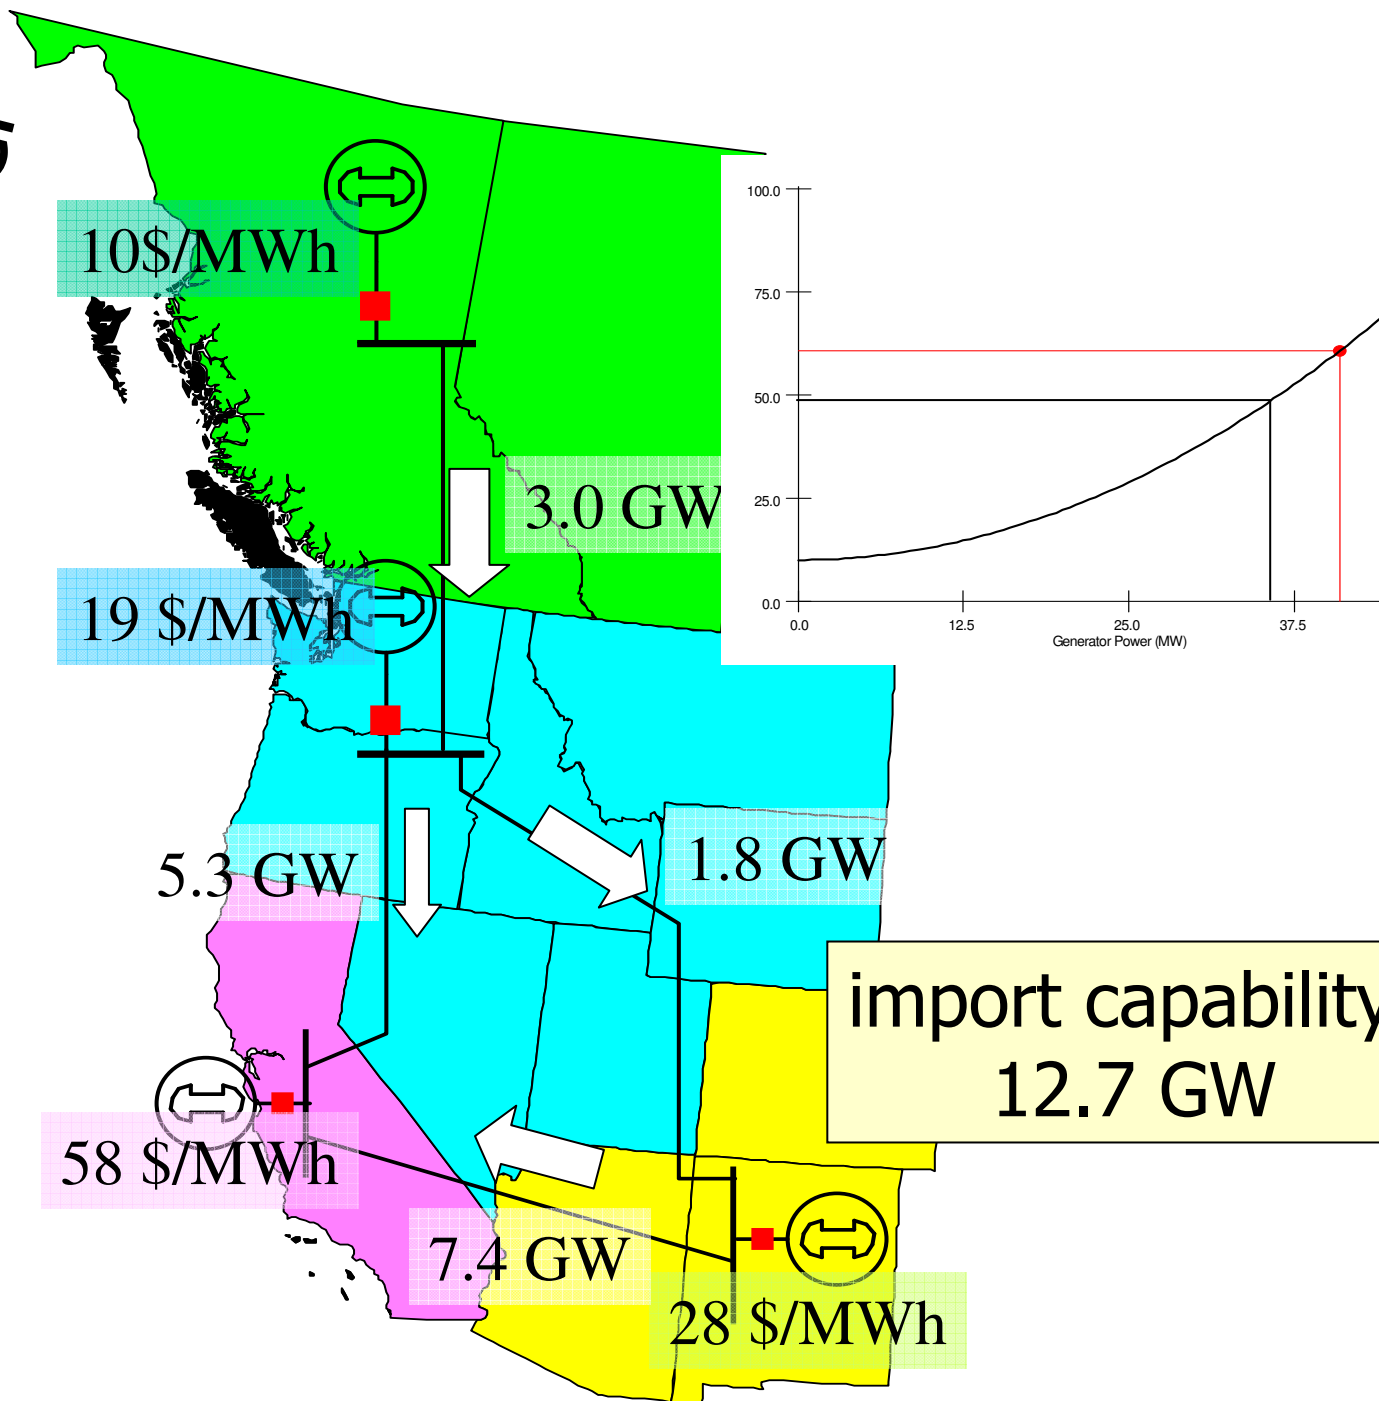 10$/MWh
100.0
75.0
50.0
25.0
0.0
0.0
12.5
25.0
37.5
Generator Power (MW)
3.0 GW
19 $/MWh
5.3 GW
1.8 GW
import capability
12.7 GW
58 $/MWh
7.4 GW
28 $/MWh